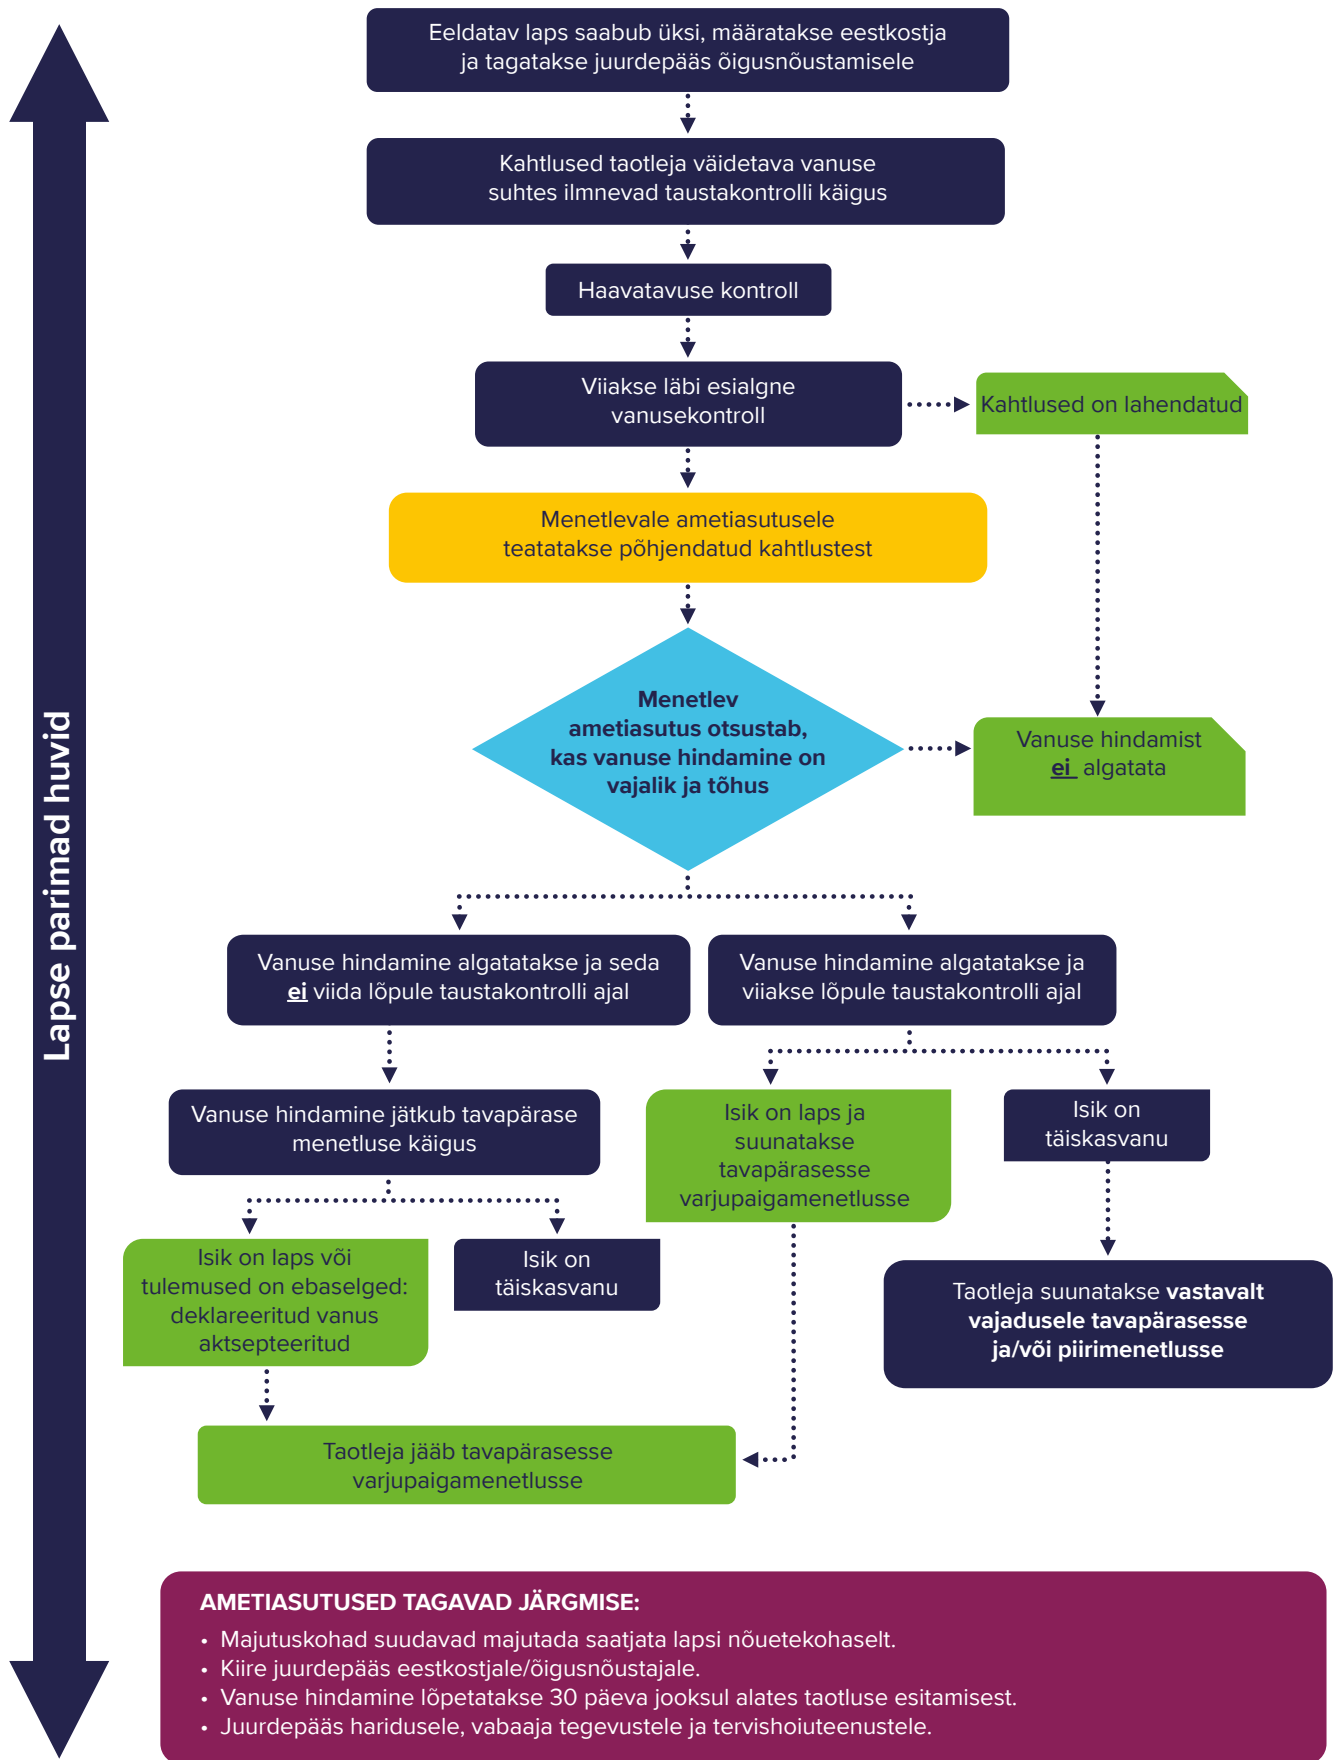 Lapse parimad huvid
Eeldatav laps saabub üksi, määratakse eestkostja
ja tagatakse juurdepääs õigusnõustamisele
Kahtlused taotleja väidetava vanuse
suhtes ilmnevad taustakontrolli käigus
Haavatavuse kontroll
Viiakse läbi esialgne
vanusekontroll
Kahtlused on lahendatud
Menetlevale ametiasutusele
teatatakse põhjendatud kahtlustest
Menetlev
ametiasutus otsustab,
kas vanuse hindamine on
vajalik ja tõhus
Vanuse hindamist
ei algatata
Vanuse hindamine algatatakse ja seda
ei viida lõpule taustakontrolli ajal
Vanuse hindamine algatatakse ja
viiakse lõpule taustakontrolli ajal
Vanuse hindamine jätkub tavapärase
menetluse käigus
Isik on laps ja
suunatakse
tavapärasesse
varjupaigamenetlusse
Isik on
täiskasvanu
Isik on laps või
tulemused on ebaselged:
deklareeritud vanus
aktsepteeritud
Isik on
täiskasvanu
Taotleja suunatakse vastavalt
vajadusele tavapärasesse
ja/või piirimenetlusse
Taotleja jääb tavapärasesse
varjupaigamenetlusse
AMETIASUTUSED TAGAVAD JÄRGMISE:
• Majutuskohad suudavad majutada saatjata lapsi nõuetekohaselt.
• Kiire juurdepääs eestkostjale/õigusnõustajale.
• Vanuse hindamine lõpetatakse 30 päeva jooksul alates taotluse esitamisest.
• Juurdepääs haridusele, vabaaja tegevustele ja tervishoiuteenustele.